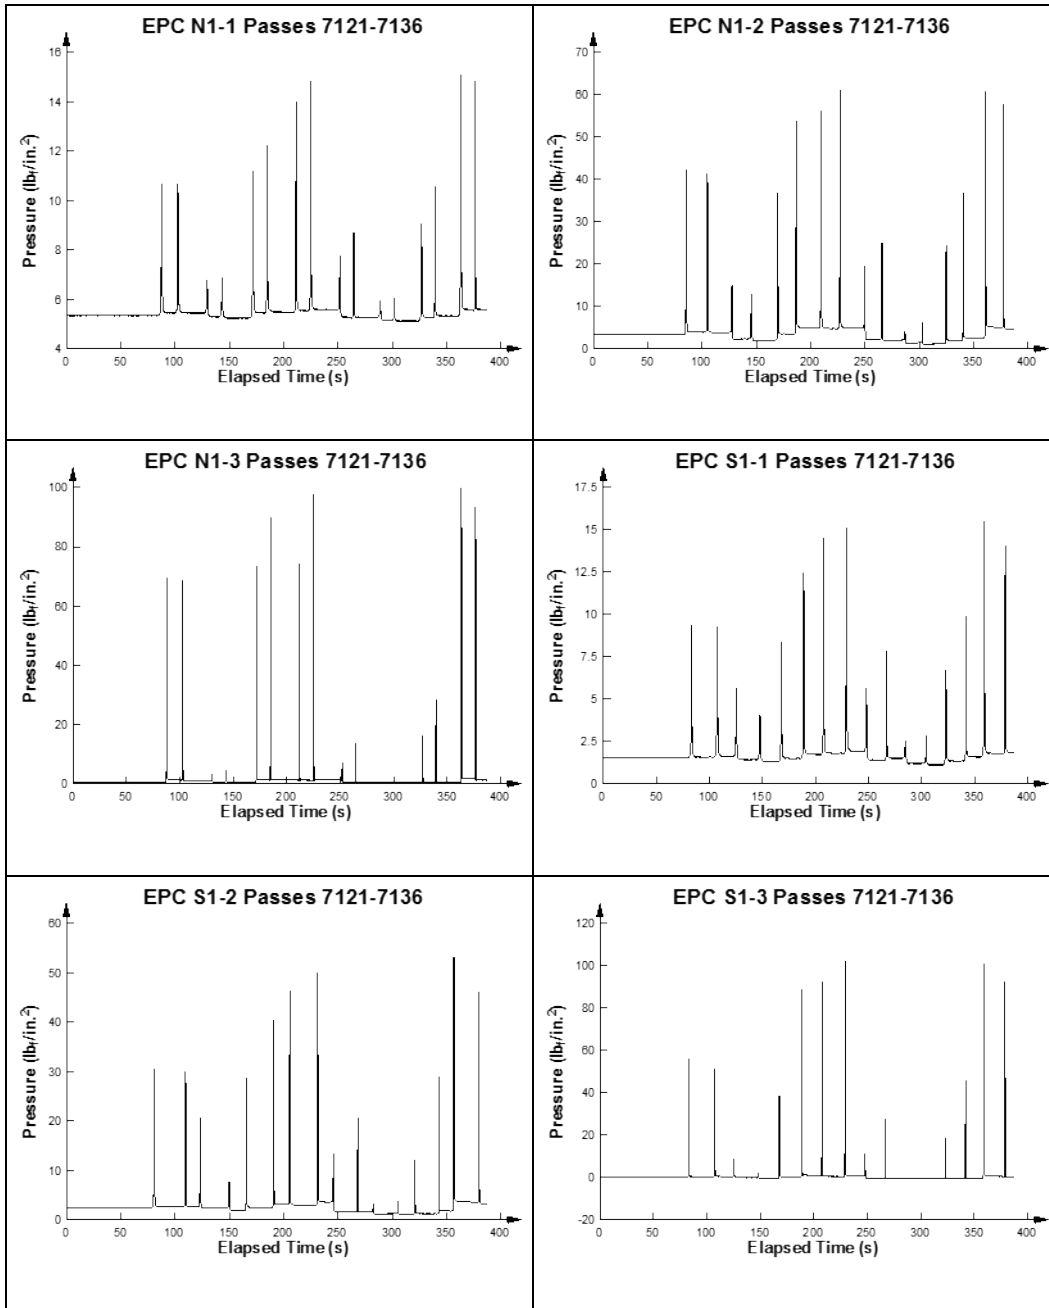 EPC N1-1 Passes 7121-7136
16
14
12
10
8
6
4
0 50 100 150 200 250 300 350 400
Pressure (lbf/in.²)
Elapsed Time (s)
EPC N1-2 Passes 7121-7136
70
60
50
40
30
20
10
0
0 50 100 150 200 250 300 350 400
Pressure (lbf/in.²)
Elapsed Time (s)
EPC N1-3 Passes 7121-7136
100
80
60
40
20
0
0 50 100 150 200 250 300 350 400
Pressure (lbf/in.²)
Elapsed Time (s)
EPC S1-1 Passes 7121-7136
17.5
15
12.5
10
7.5
5
2.5
0
0 50 100 150 200 250 300 350 400
Pressure (lbf/in.²)
Elapsed Time (s)
EPC S1-2 Passes 7121-7136
60
50
40
30
20
10
0
0 50 100 150 200 250 300 350 400
Pressure (lbf/in.²)
Elapsed Time (s)
EPC S1-3 Passes 7121-7136
120
100
80
60
40
20
0
-20
0 50 100 150 200 250 300 350 400
Pressure (lbf/in.²)
Elapsed Time (s)